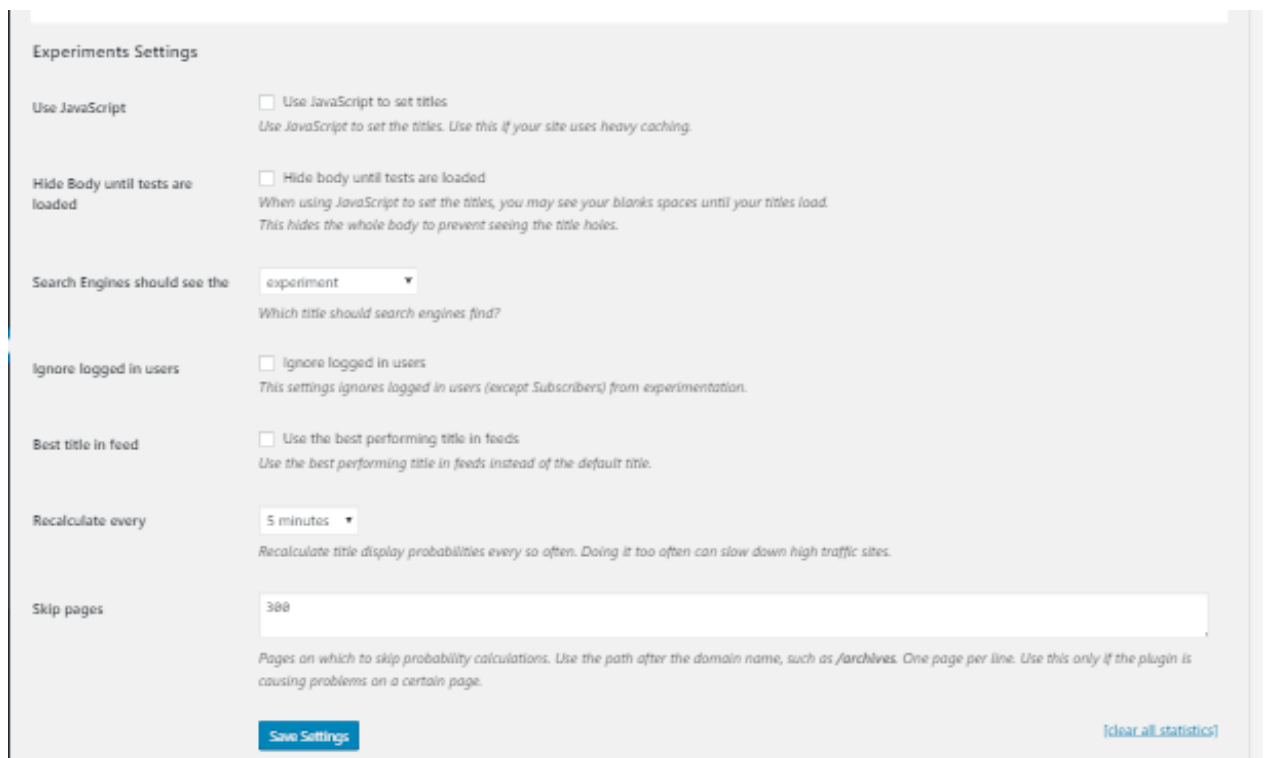 Experiments Settings
Use JavaScript
Use JavaScript to set titles
Use JavaScript to set the titles. Use this if your site uses heavy caching.
Hide Body until tests are
loaded
Hide body until tests are loaded
When using JavaScript to set the titles, you may see your blanks spaces until your titles load.
This hides the whole body to prevent seeing the title holes.
Search Engines should see the
experiment
Which title should search engines find?
Ignore logged in users
Ignore logged in users
This settings ignores logged in users (except Subscribers) from experimentation.
Best title in feed
Use the best performing title in feeds
Use the best performing title in feeds instead of the default title.
Recalculate every
5 minutes
Recalculate title display probabilities every so often. Doing it too often can slow down high traffic sites.
Skip pages
300
Pages on which to skip probability calculations. Use the path after the domain name, such as /archives. One page per line. Use this only if the plugin is
causing problems on a certain page.
Save Settings
[clear all statistics]